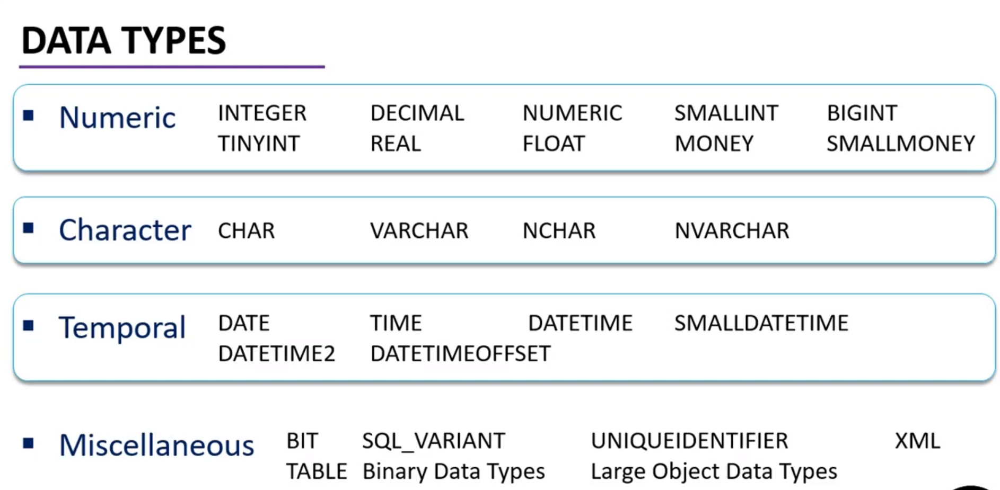 DATA TYPES
▪ Numeric INTEGER DECIMAL NUMERIC SMALLINT BIGINT
TINYINT REAL FLOAT MONEY SMALLMONEY
▪ Character CHAR VARCHAR NCHAR NVARCHAR
▪ Temporal DATE TIME DATETIME SMALLDATETIME
DATETIME2 DATETIMEOFFSET
▪ Miscellaneous BIT SQL_VARIANT UNIQUEIDENTIFIER XML
TABLE Binary Data Types Large Object Data Types